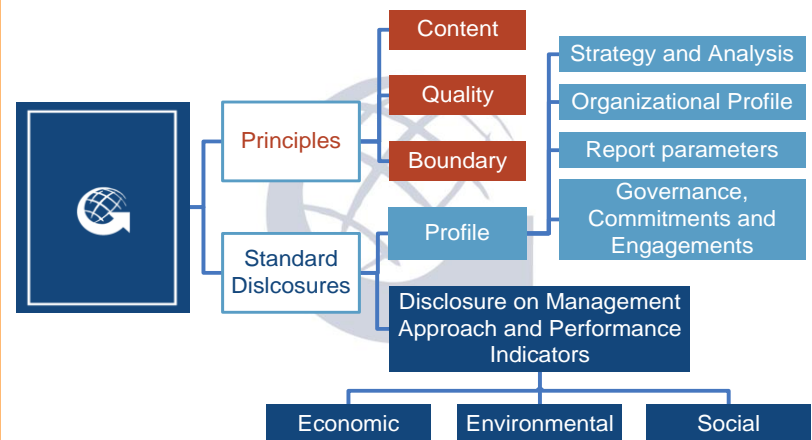 Content
Quality
Boundary
Principles
Strategy and Analysis
Organizational Profile
Report parameters
Governance,
Commitments and
Engagements
Standard
Dislcosures
Profile
Disclosure on Management
Approach and Performance
Indicators
Economic
Environmental
Social